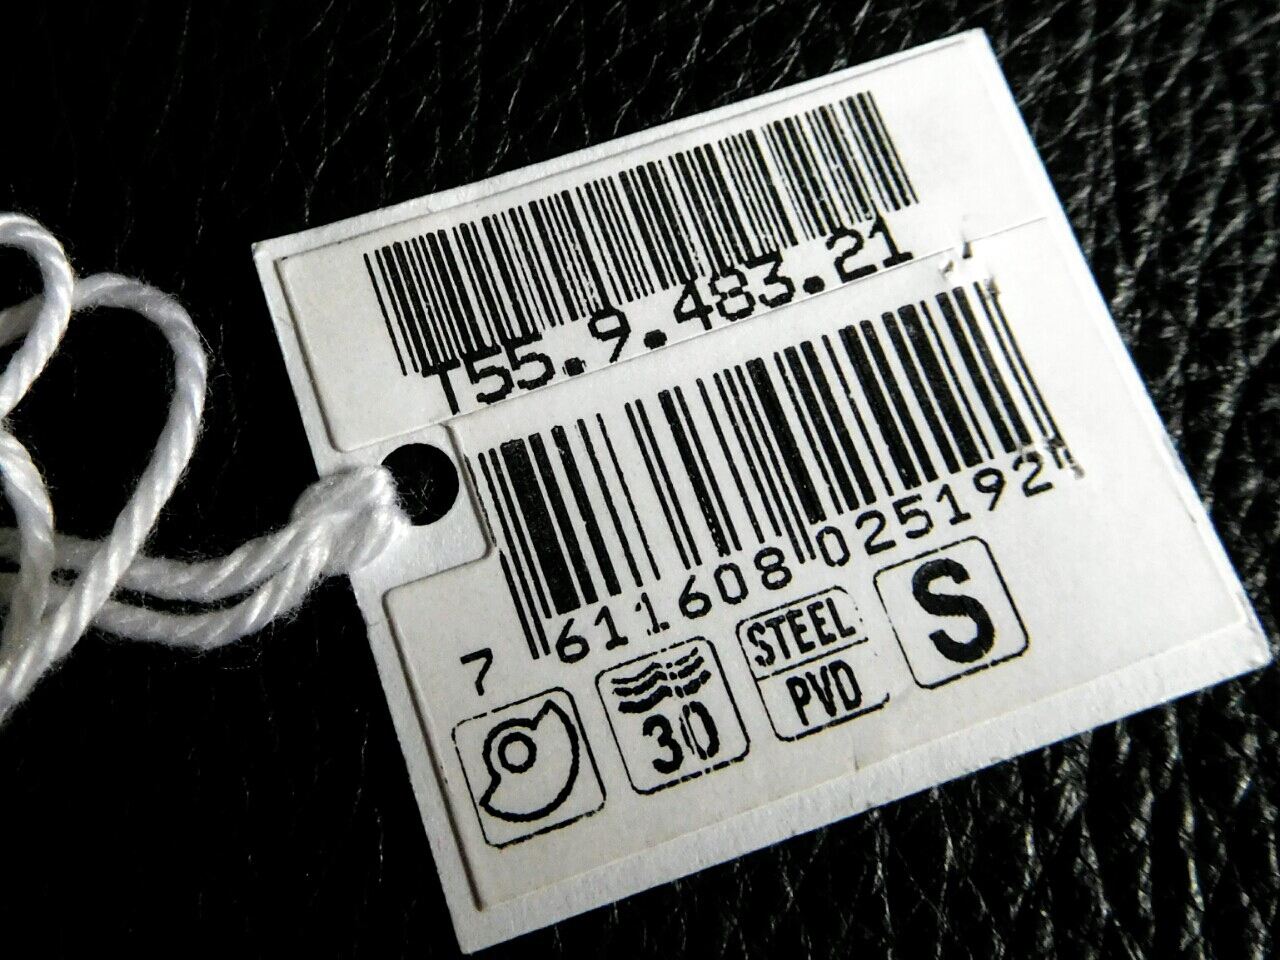 T55.9.483.21
7 611608 025192
30
STEEL
PVD
S